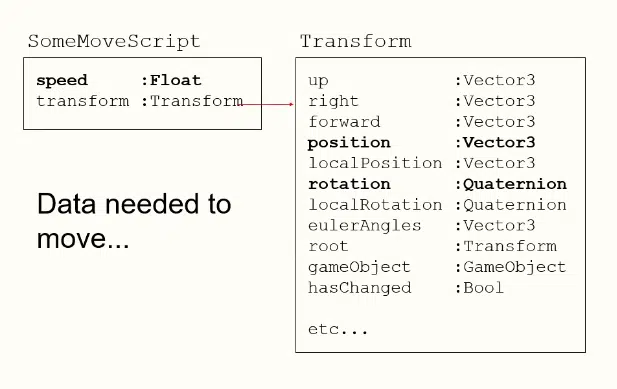 SomeMoveScript
speed :Float
transform :Transform
Data needed to
move...
Transform
up :Vector3
right :Vector3
forward :Vector3
position :Vector3
localPosition :Vector3
rotation :Quaternion
localRotation :Quaternion
eulerAngles :Vector3
root :Transform
gameObject :GameObject
hasChanged :Bool
etc...